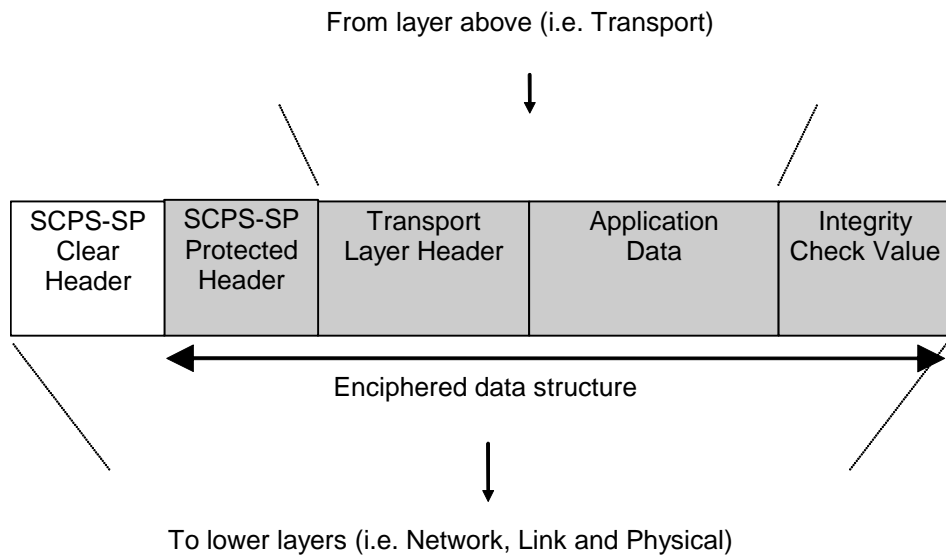 From layer above (i.e. Transport)
SCPS-SP
Clear
Header
SCPS-SP
Protected
Header
Transport
Layer Header
Application
Data
Integrity
Check Value
Enciphered data structure
To lower layers (i.e. Network, Link and Physical)